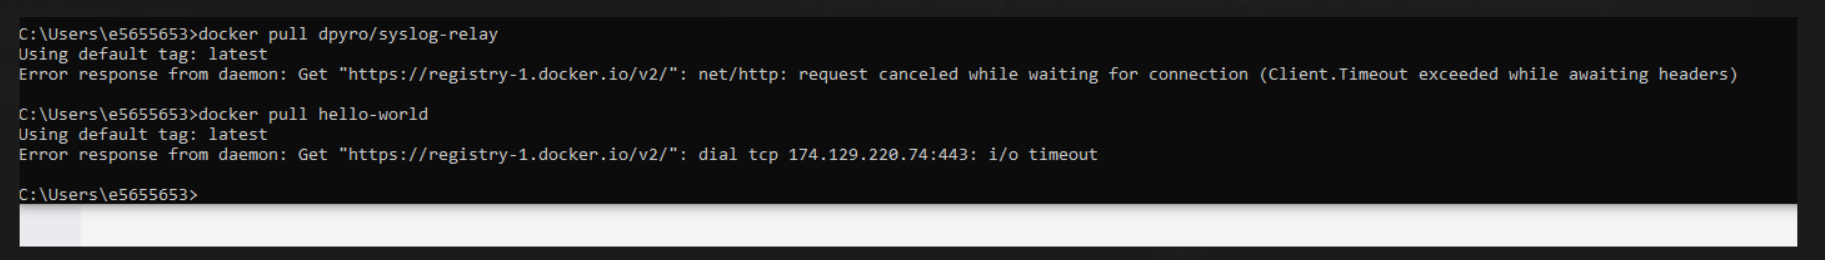 C:\Users\e5655653>docker pull dpyro/syslog-relay
Using default tag: latest
Error response from daemon: Get "https://registry-1.docker.io/v2/": net/http: request canceled while waiting for connection (Client.Timeout exceeded while awaiting headers)
C:\Users\e5655653>docker pull hello-world
Using default tag: latest
Error response from daemon: Get "https://registry-1.docker.io/v2/": dial tcp 174.129.220.74:443: i/o timeout
C:\Users\e5655653>